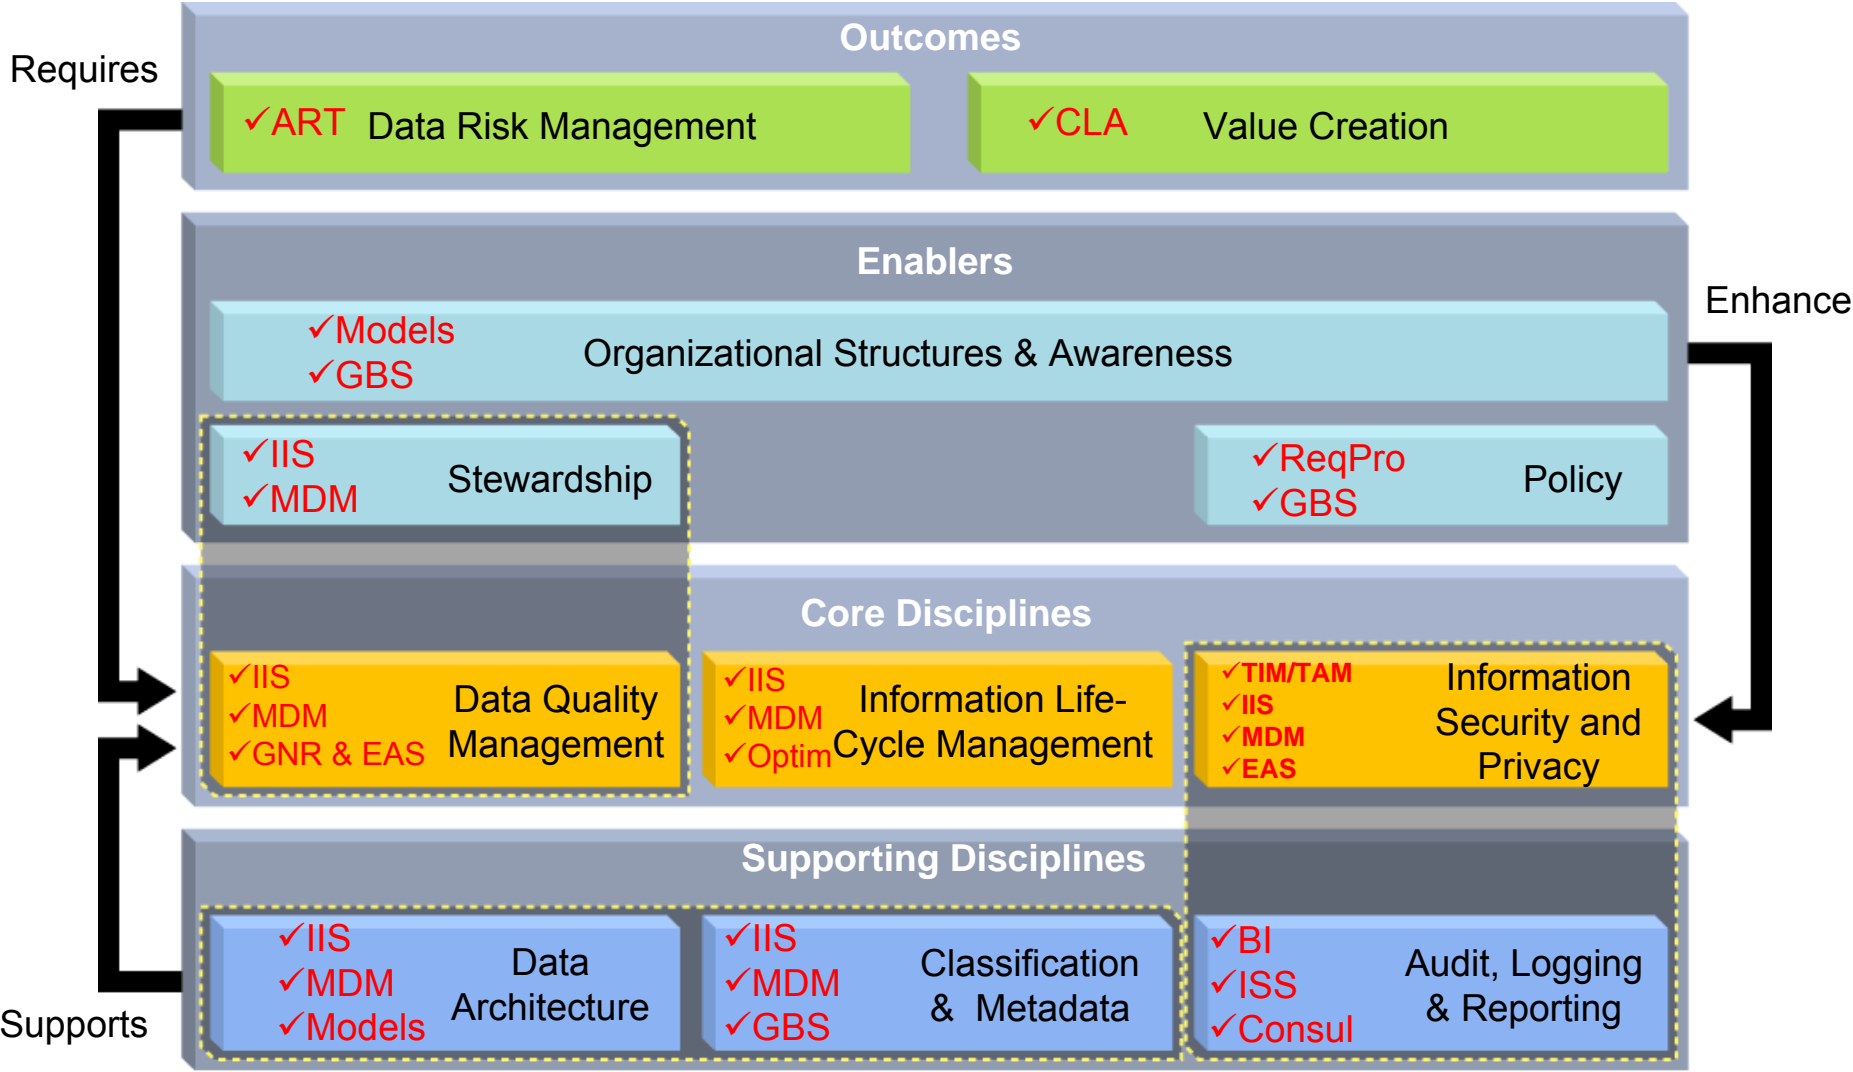 Outcomes
Requires
✓ART Data Risk Management
✓CLA Value Creation
Enablers
Enhance
✓Models
✓GBS
Organizational Structures & Awareness
✓IIS
✓MDM
Stewardship
✓ReqPro
✓GBS
Policy
Core Disciplines
✓IIS
✓MDM
✓GNR & EAS
Data Quality
Management
✓IIS
✓MDM
✓Optim
Information Life-
Cycle Management
✓TIM/TAM
✓IIS
✓MDM
✓EAS
Information
Security and
Privacy
Supporting Disciplines
✓IIS
✓MDM
✓Models
Data
Architecture
✓IIS
✓MDM
✓GBS
Classification
& Metadata
✓BI
✓ISS
✓Consul
Audit, Logging
& Reporting
Supports